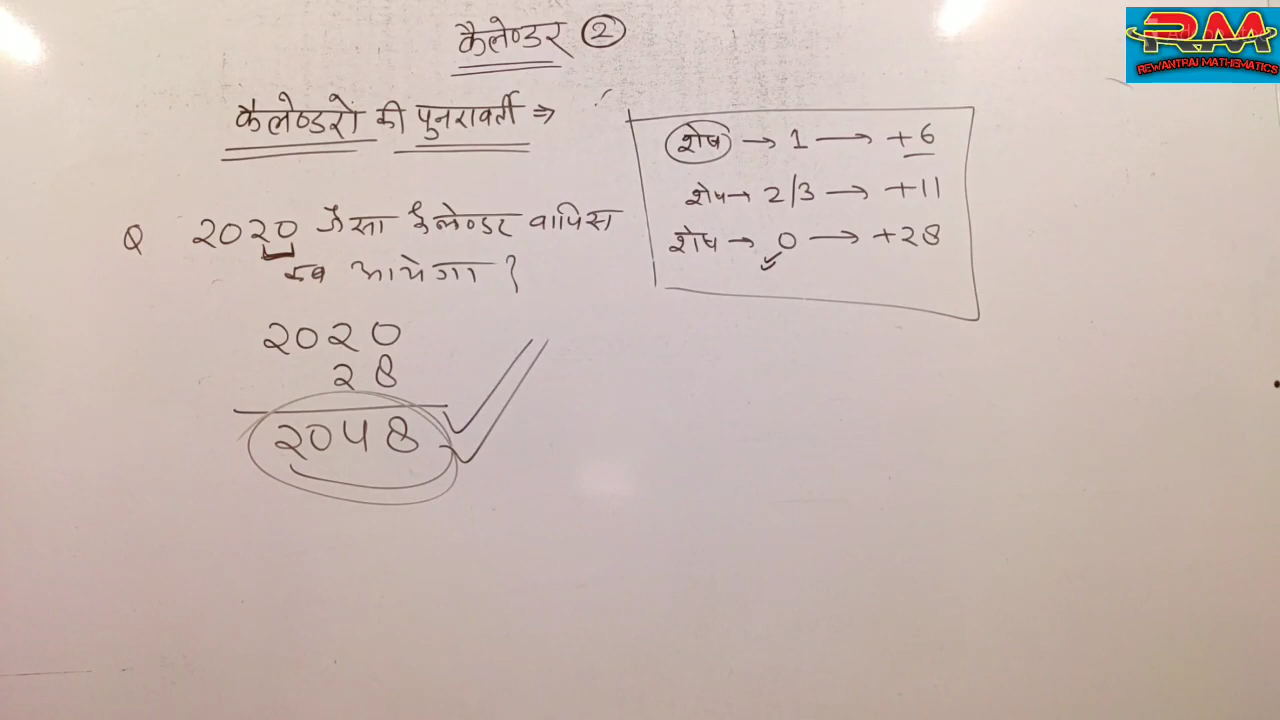 कैलेण्डर ②
RM
REWANTRAJ MATHEMATICS
कैलेण्डरो की पुनरावर्ती ⇒
शेष → 1 → +6
शेष → 2/3 → +11
शेष → 0 → +28
Q 2020 जैसा कैलेण्डर वापिस
कब आयेगा ?
2020
28
2048